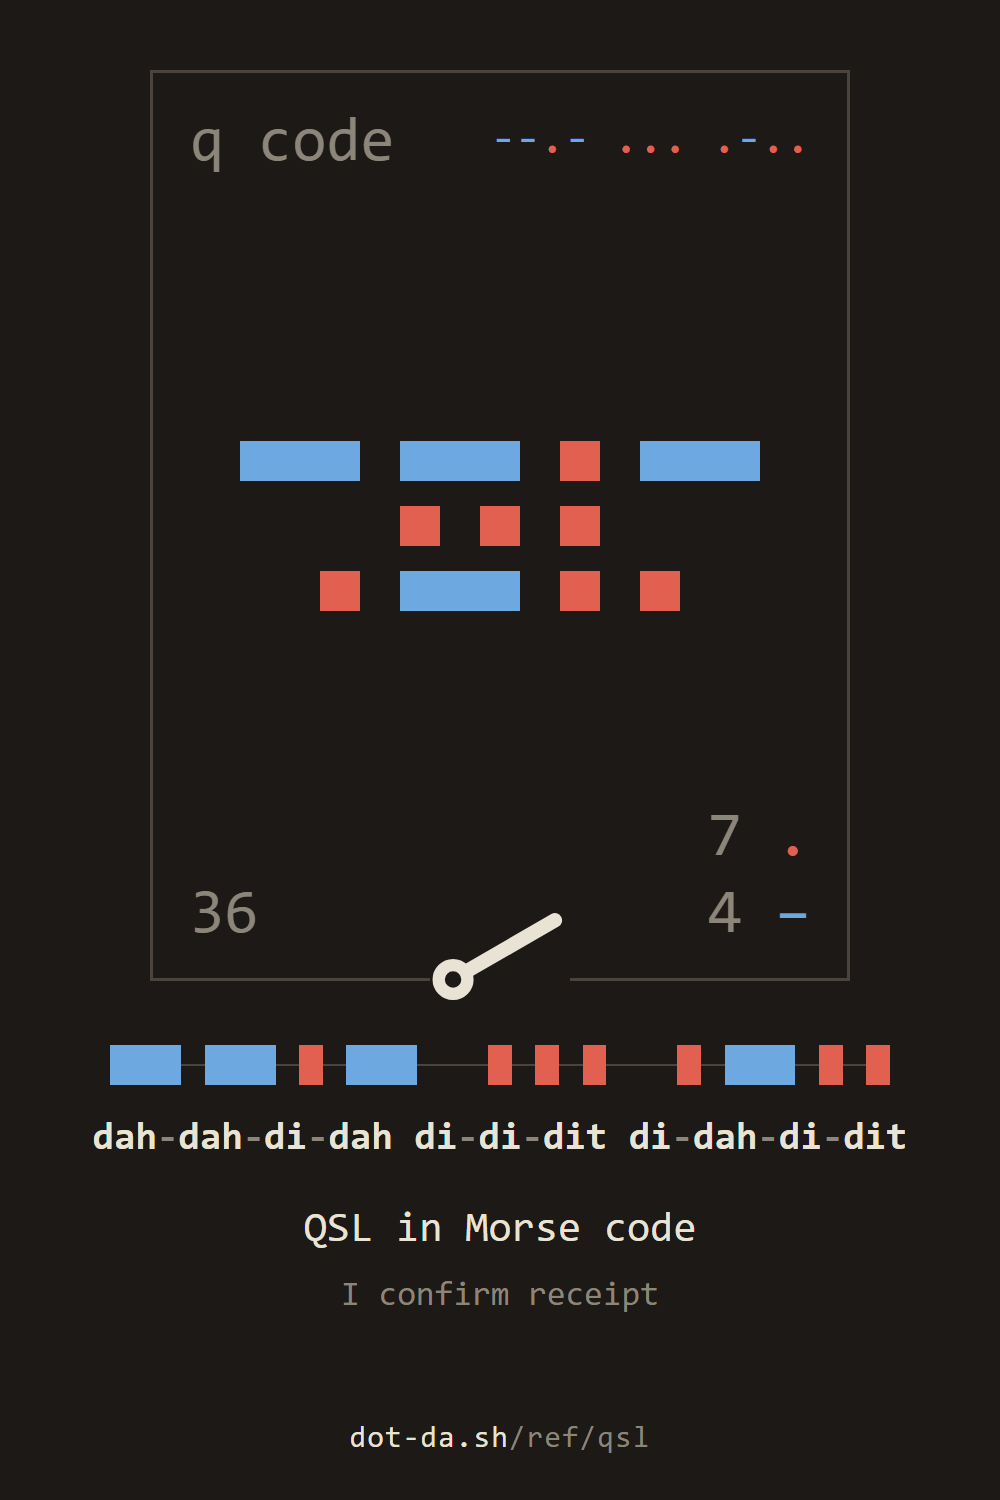 q code --.- ... .-..
7 .
36 4 -
dah-dah-di-dah di-di-dit di-dah-di-dit
QSL in Morse code
I confirm receipt
dot-da.sh/ref/qsl